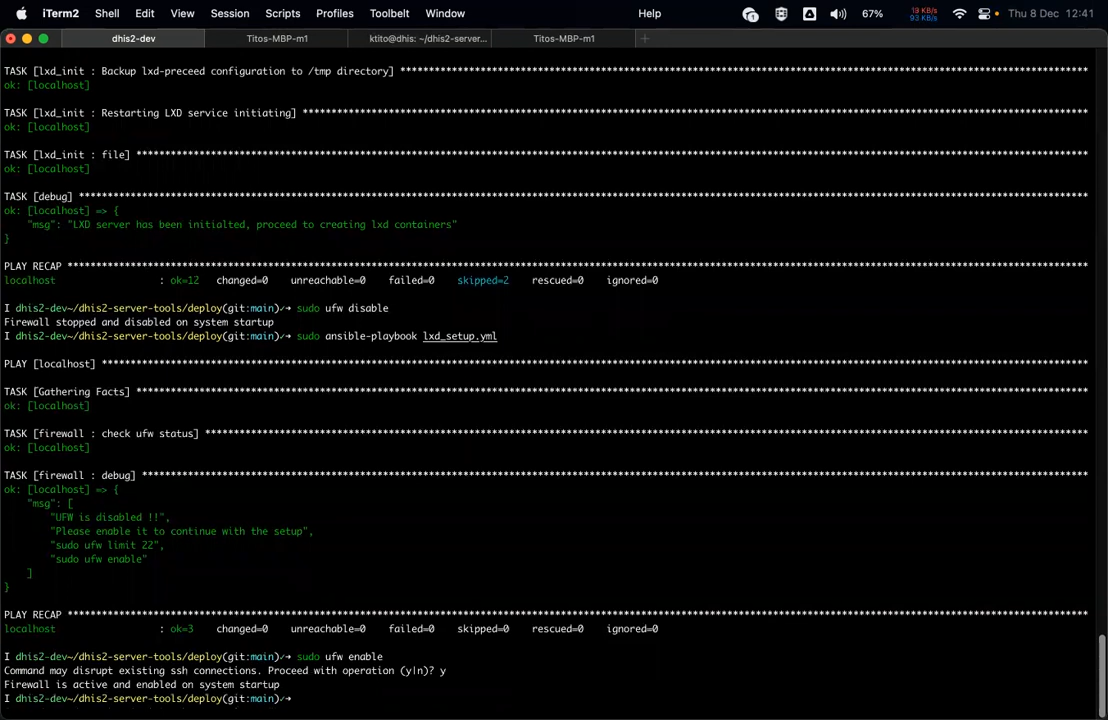 iTerm2 Shell Edit View Session Scripts Profiles Toolbelt Window Help 67% 19 KB/s 93 KB/s Thu 8 Dec 12:41
dhis2-dev Titos-MBP-m1 ktito@dhis: ~/dhis2-server... Titos-MBP-m1 +
TASK [lxd_init : Backup lxd-preceed configuration to /tmp directory] ****************************************************************************************************************************
ok: [localhost]
TASK [lxd_init : Restarting LXD service initiating] ****************************************************************************************************************************
ok: [localhost]
TASK [lxd_init : file] ****************************************************************************************************************************
ok: [localhost]
TASK [debug] ****************************************************************************************************************************
ok: [localhost] => {
"msg": "LXD server has been initialted, proceed to creating lxd containers"
}
PLAY RECAP ****************************************************************************************************************************
localhost : ok=12 changed=0 unreachable=0 failed=0 skipped=2 rescued=0 ignored=0
I dhis2-dev~/dhis2-server-tools/deploy(git:main)✓→ sudo ufw disable
Firewall stopped and disabled on system startup
I dhis2-dev~/dhis2-server-tools/deploy(git:main)✓→ sudo ansible-playbook lxd_setup.yml
PLAY [localhost] ****************************************************************************************************************************
TASK [Gathering Facts] ****************************************************************************************************************************
ok: [localhost]
TASK [firewall : check ufw status] ****************************************************************************************************************************
ok: [localhost]
TASK [firewall : debug] ****************************************************************************************************************************
ok: [localhost] => {
"msg": [
"UFW is disabled !!",
"Please enable it to continue with the setup",
"sudo ufw limit 22",
"sudo ufw enable"
]
}
PLAY RECAP ****************************************************************************************************************************
localhost : ok=3 changed=0 unreachable=0 failed=0 skipped=0 rescued=0 ignored=0
I dhis2-dev~/dhis2-server-tools/deploy(git:main)✓→ sudo ufw enable
Command may disrupt existing ssh connections. Proceed with operation (y|n)? y
Firewall is active and enabled on system startup
I dhis2-dev~/dhis2-server-tools/deploy(git:main)✓→